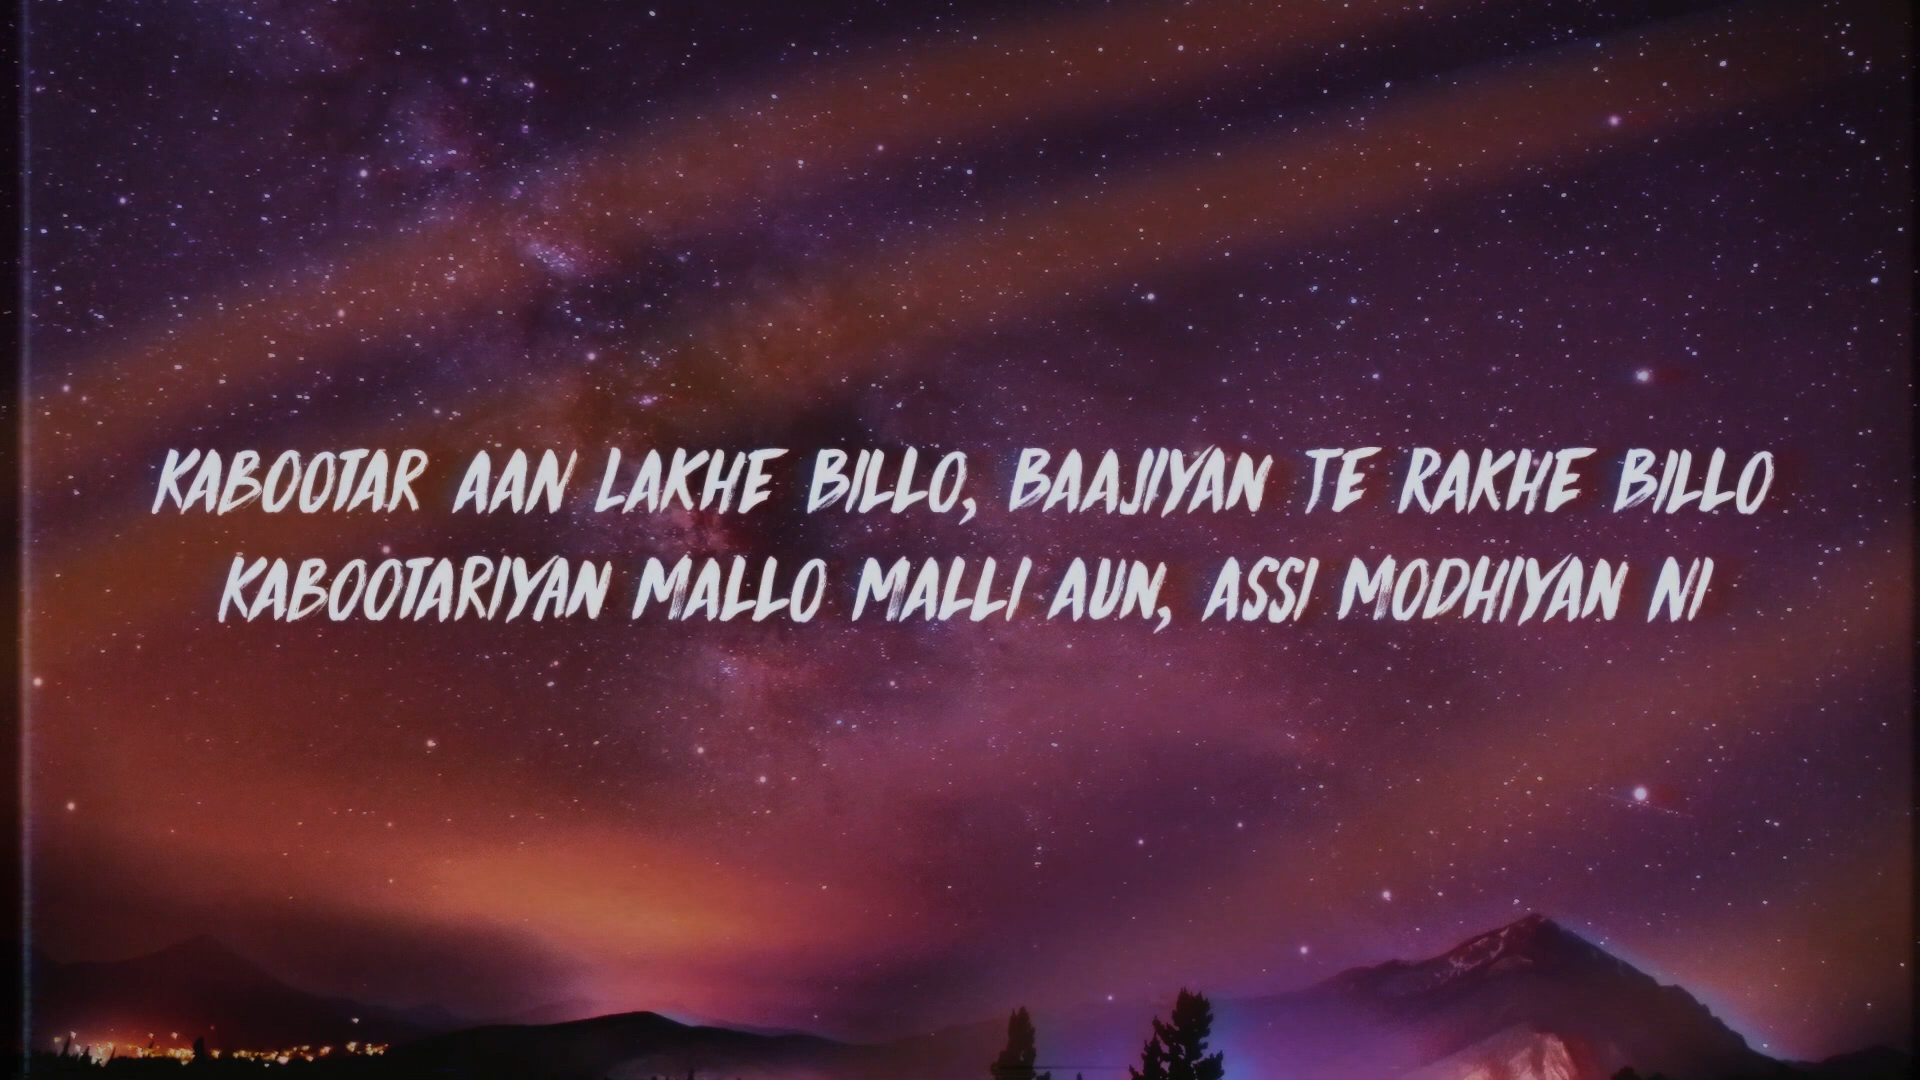 KABOOTAR AAN LAKHE BILLO, BAAJIYAN TE RAKHE BILLO
KABOOTARIYAN MALLO MALLI AUN, ASSI MODHIYAN NI